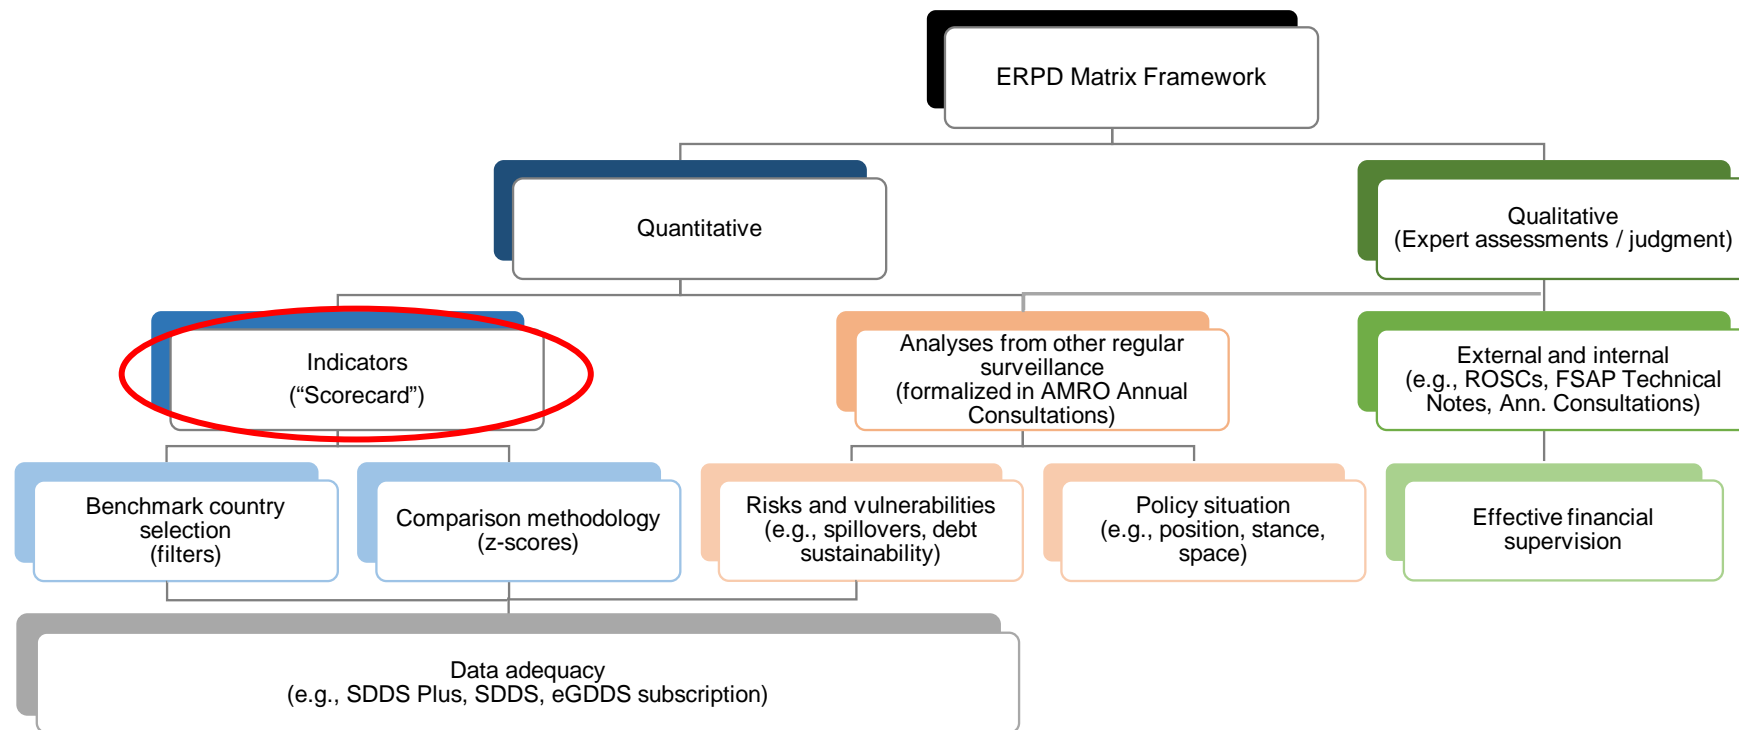 ERPD Matrix Framework
Quantitative
Qualitative
(Expert assessments / judgment)
Indicators
(“Scorecard”)
Analyses from other regular
surveillance
(formalized in AMRO Annual
Consultations)
External and internal
(e.g., ROSCs, FSAP Technical
Notes, Ann. Consultations)
Benchmark country
selection
(filters)
Comparison methodology
(z-scores)
Risks and vulnerabilities
(e.g., spillovers, debt
sustainability)
Policy situation
(e.g., position, stance,
space)
Effective financial
supervision
Data adequacy
(e.g., SDDS Plus, SDDS, eGDDS subscription)